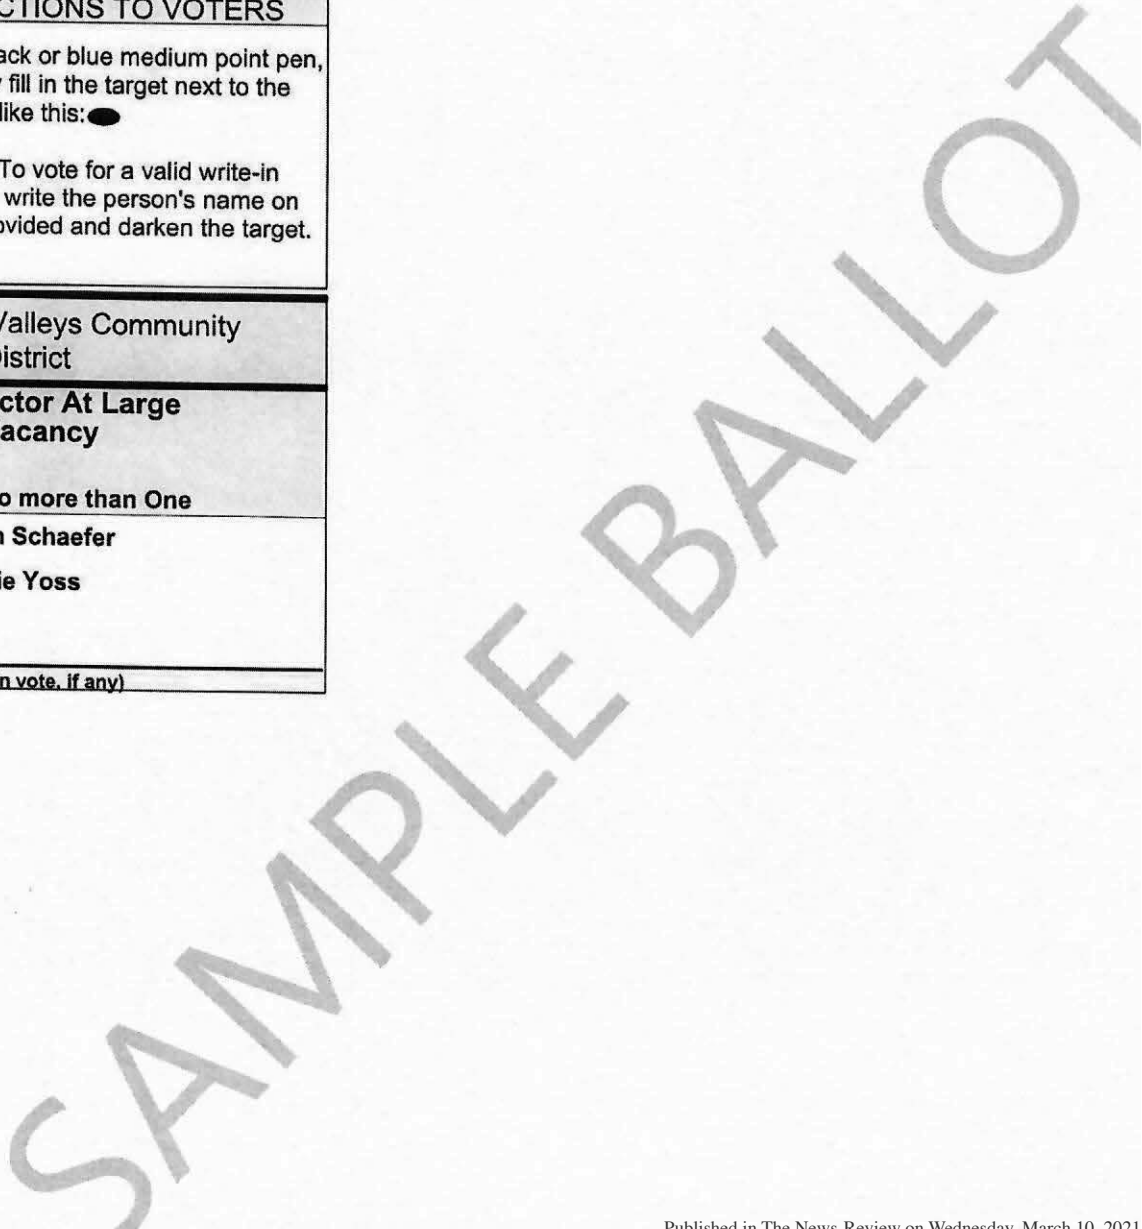 CTIONS TO VOTERS
ack or blue medium point pen,
fill in the target next to the
like this:
To vote for a valid write-in
write the person's name on
ovided and darken the target.
Valleys Community
District
ctor At Large
acancy
o more than One
n Schaefer
ie Yoss
n vote, if any)
SAMPLE BALLOT
Published in The News-Review on Wednesday, March 10, 2021